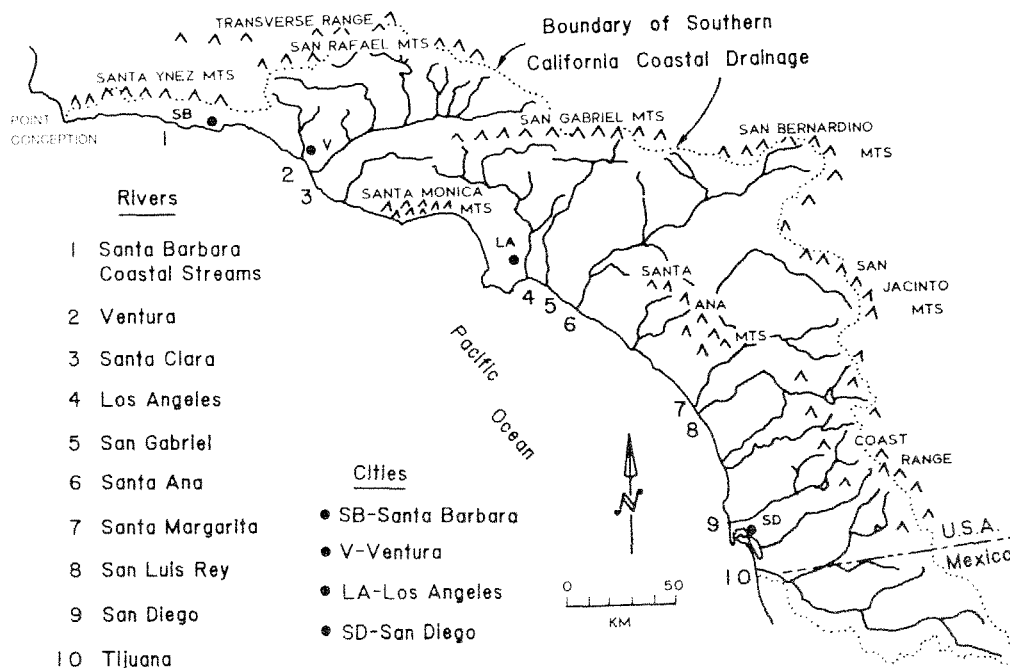 TRANSVERSE RANGE
SAN RAFAEL MTS
SANTA YNEZ MTS
Boundary of Southern
California Coastal Drainage
POINT
CONCEPTION
SB
1
V
2
3
SAN GABRIEL MTS
SAN BERNARDINO
MTS
SANTA MONICA
MTS
LA
4
5
6
SANTA
ANA
MTS
SAN
JACINTO
MTS
Pacific
Ocean
7
8
COAST
RANGE
9
SD
10
U.S.A.
Mexico
N
0 50
KM
Rivers
1 Santa Barbara
Coastal Streams
2 Ventura
3 Santa Clara
4 Los Angeles
5 San Gabriel
6 Santa Ana
7 Santa Margarita
8 San Luis Rey
9 San Diego
10 Tijuana
Cities
SB-Santa Barbara
V-Ventura
LA-Los Angeles
SD-San Diego